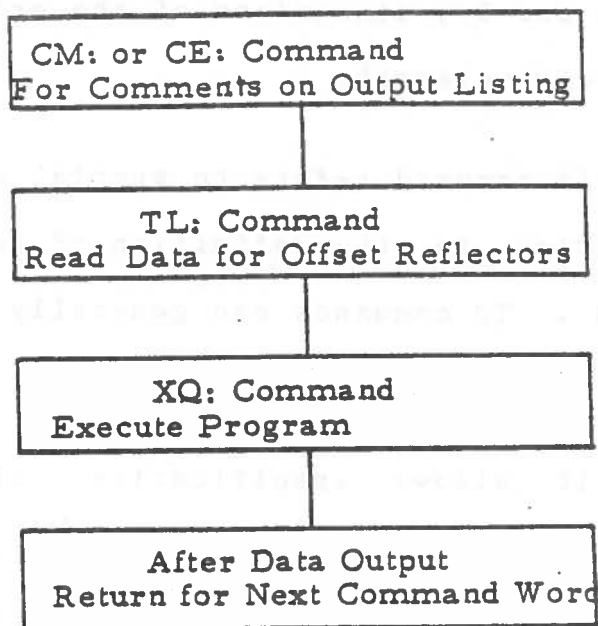 CM: or CE: Command
For Comments on Output Listing
TL: Command
Read Data for Offset Reflectors
XQ: Command
Execute Program
After Data Output
Return for Next Command Word